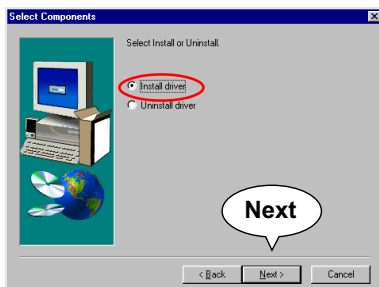 Select Components
Select Install or Uninstall.
Install driver
Uninstall driver
Next
< Back
Next >
Cancel